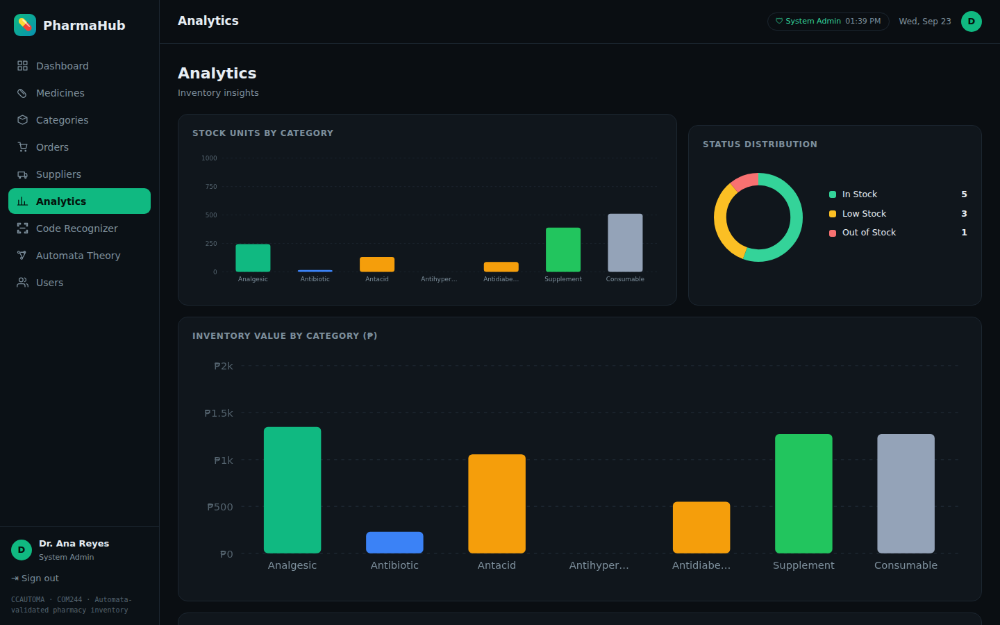 PharmaHub
Dashboard
Medicines
Categories
Orders
Suppliers
Analytics
Code Recognizer
Automata Theory
Users
D
Dr. Ana Reyes
System Admin
⇥ Sign out
CCAUTOMA · COM244 · Automata-
validated pharmacy inventory
Analytics
System Admin 01:39 PM
Wed, Sep 23
D
Analytics
Inventory insights
STOCK UNITS BY CATEGORY
1000
750
500
250
0
Analgesic Antibiotic Antacid Antihyper… Antidiabe… Supplement Consumable
STATUS DISTRIBUTION
In Stock 5
Low Stock 3
Out of Stock 1
INVENTORY VALUE BY CATEGORY (₱)
₱2k
₱1.5k
₱1k
₱500
₱0
Analgesic Antibiotic Antacid Antihyper… Antidiabe… Supplement Consumable